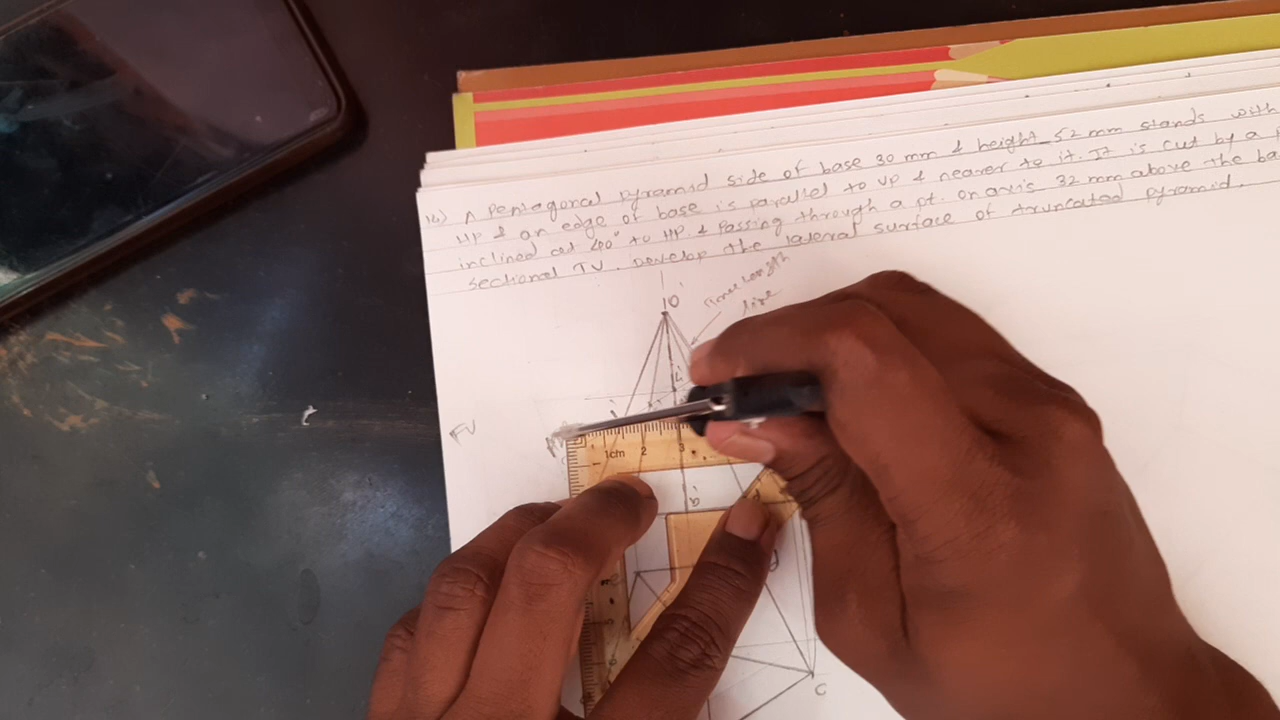 14) A Pentagonal Pyramid side of base 30 mm & height 52 mm stands with
HP & an edge of base is parallel to VP & nearer to it. It is cut by a
inclined at 40° to HP. & Passing through a pt. on axis 32 mm above the ba
sectional TV. Develop the lateral surface of truncated pyramid.
O'
True length
line
FV
1cm 2 3
b'
C